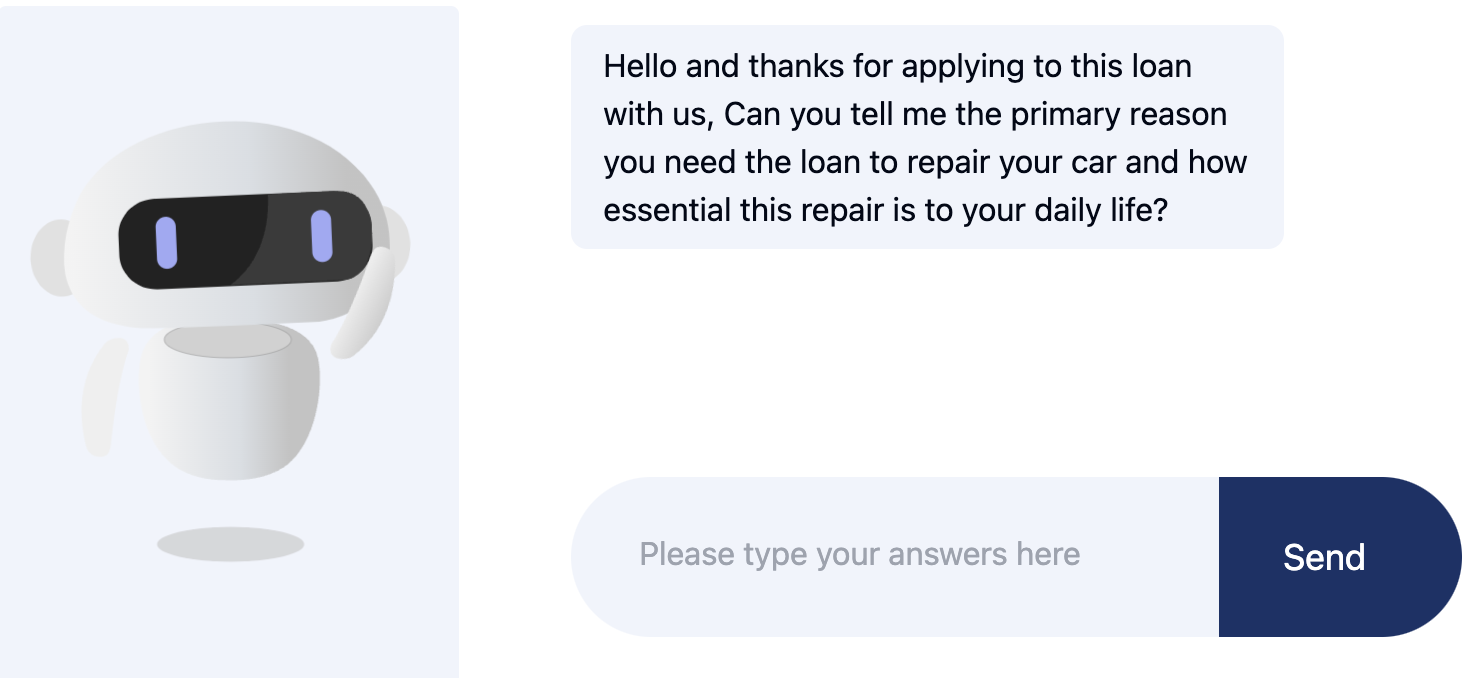 Hello and thanks for applying to this loan
with us, Can you tell me the primary reason
you need the loan to repair your car and how
essential this repair is to your daily life?
Please type your answers here
Send